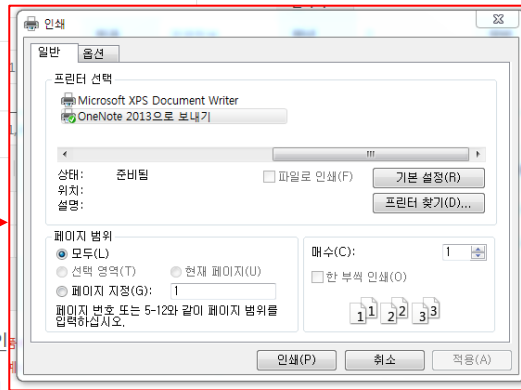 인쇄
일반
옵션
프린터 선택
Microsoft XPS Document Writer
OneNote 2013으로 보내기
상태: 준비됨
위치:
설명:
파일로 인쇄(F)
기본 설정(R)
프린터 찾기(D)...
페이지 범위
모두(L)
선택 영역(T)
현재 페이지(U)
페이지 지정(G): 1
페이지 번호 또는 5-12와 같이 페이지 범위를
입력하십시오.
매수(C): 1
한 부씩 인쇄(O)
11 22 33
인쇄(P)
취소
적용(A)